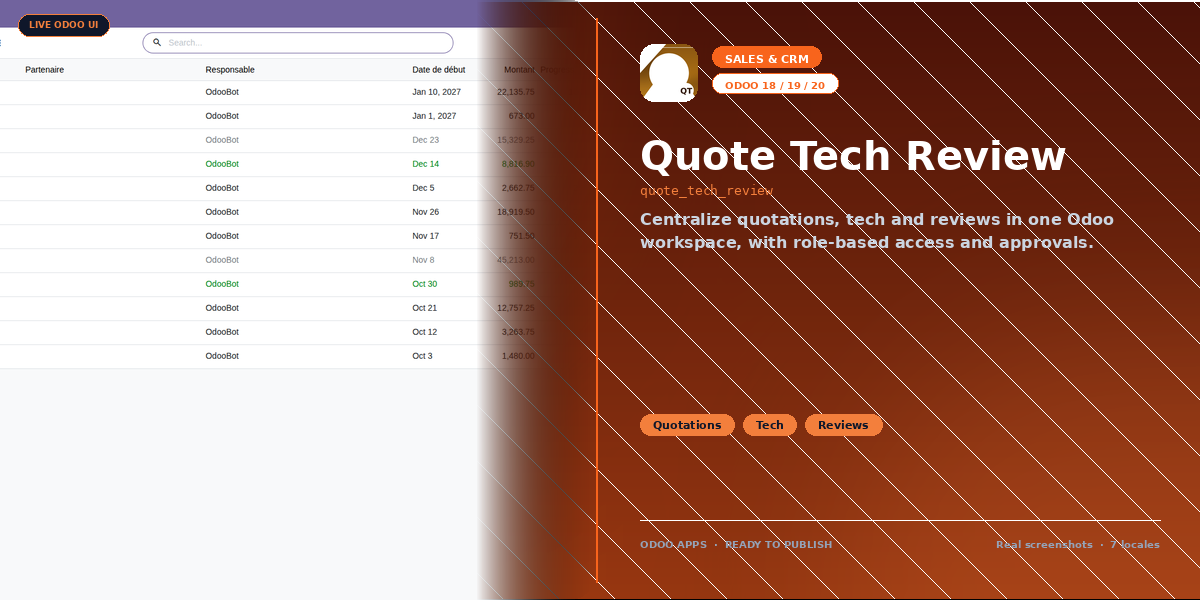 LIVE ODOO UI
Search...
Partenaire Responsable Date de début Montant
OdooBot Jan 10, 2027 22,135.75
OdooBot Jan 1, 2027 673.00
OdooBot Dec 23 15,329.25
OdooBot Dec 14 8,816.90
OdooBot Dec 5 2,662.75
OdooBot Nov 26 18,919.50
OdooBot Nov 17 751.50
OdooBot Nov 8 45,213.00
OdooBot Oct 30 989.75
OdooBot Oct 21 12,757.25
OdooBot Oct 12 3,263.75
OdooBot Oct 3 1,480.00
QT
SALES & CRM
ODOO 18 / 19 / 20
Quote Tech Review
quote_tech_review
Centralize quotations, tech and reviews in one Odoo
workspace, with role-based access and approvals.
Quotations Tech Reviews
ODOO APPS · READY TO PUBLISH
Real screenshots · 7 locales